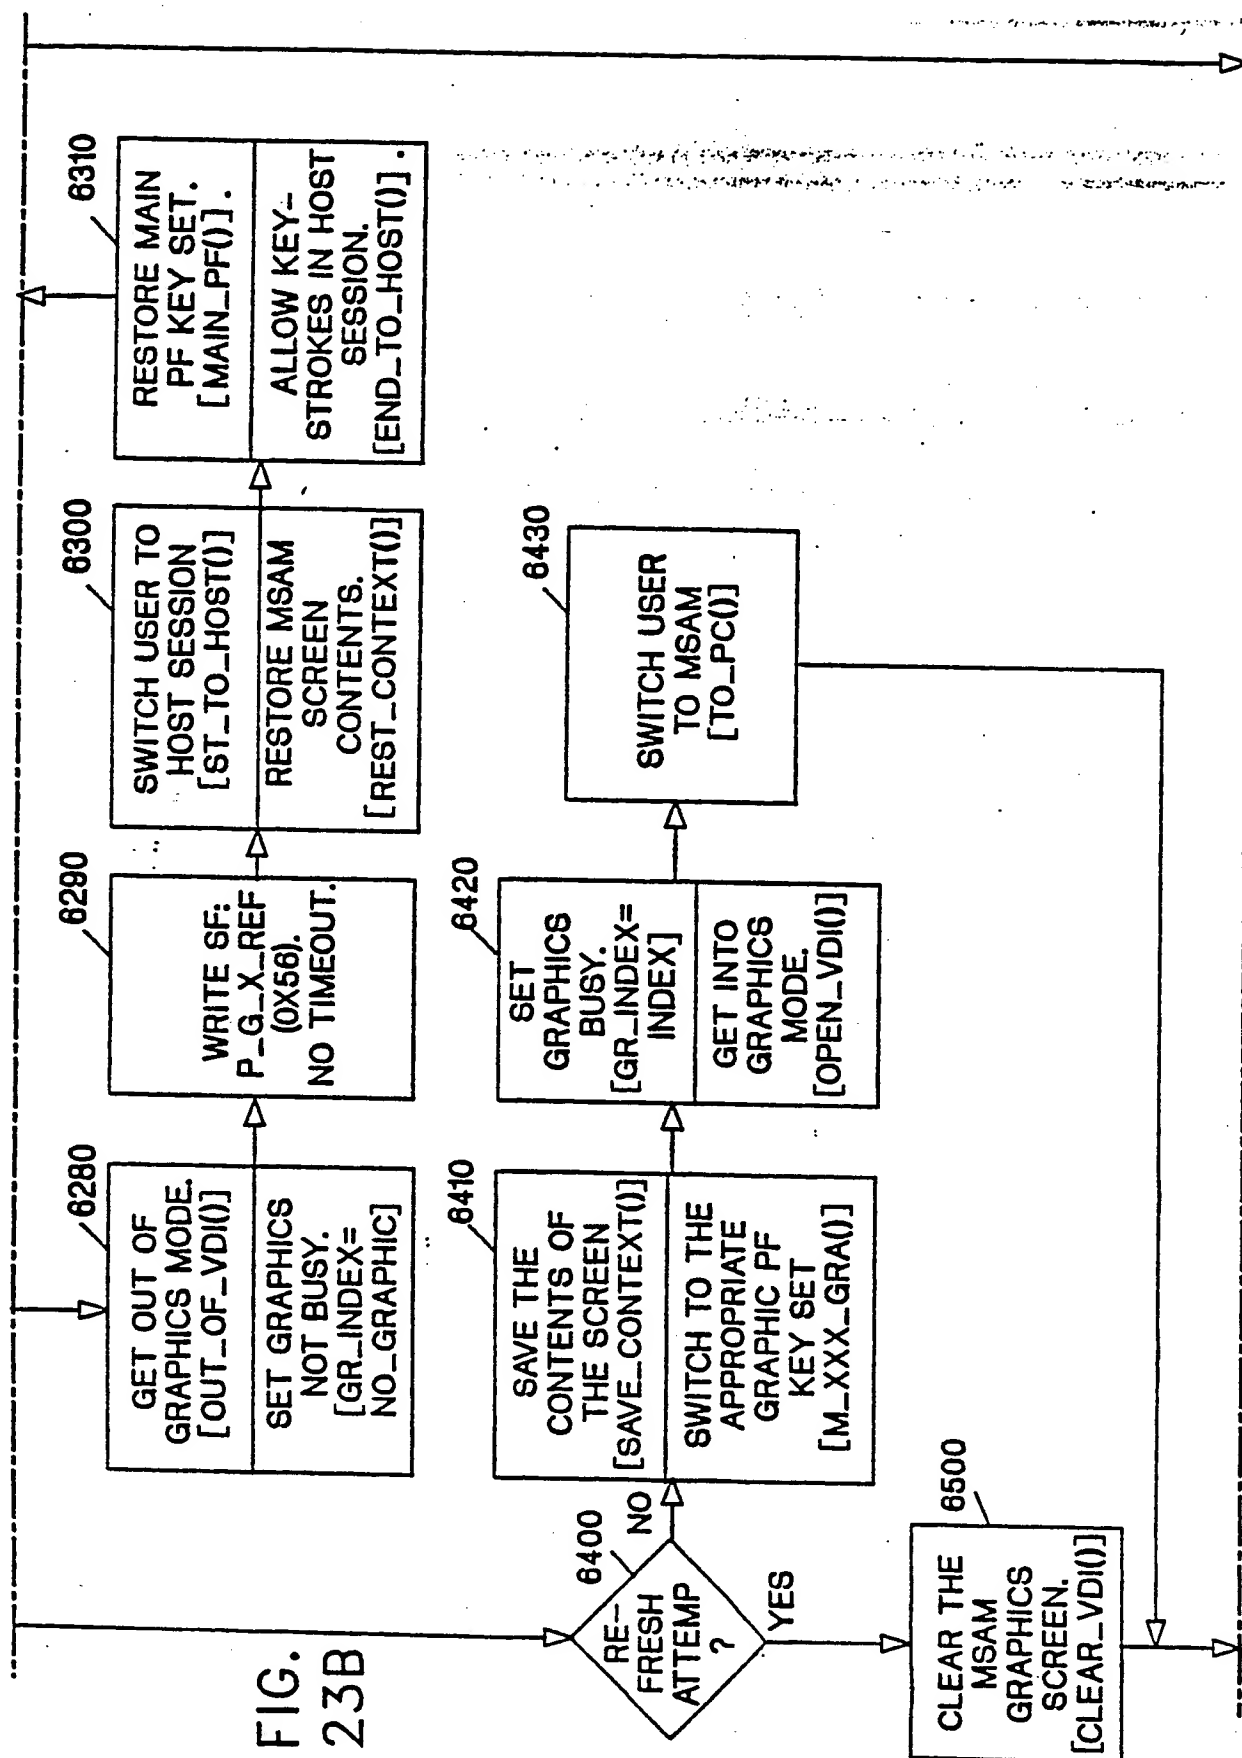 FIG.
23B
6280
GET OUT OF
GRAPHICS MODE.
[OUT_OF_VDI()]
SET GRAPHICS
NOT BUSY.
[GR_INDEX=
NO_GRAPHIC]
6290
WRITE SF:
P_G_X_REF
(0X56).
NO TIMEOUT.
6300
SWITCH USER TO
HOST SESSION
[ST_TO_HOST()]
RESTORE MSAM
SCREEN
CONTENTS.
[REST_CONTEXT()]
6310
RESTORE MAIN
PF KEY SET.
[MAIN_PF()].
ALLOW KEY-
STROKES IN HOST
SESSION.
[END_TO_HOST()].
6400
RE-
FRESH
ATTEMP
?
NO
YES
6410
SAVE THE
CONTENTS OF
THE SCREEN
[SAVE_CONTEXT()]
SWITCH TO THE
APPROPRIATE
GRAPHIC PF
KEY SET
[M_XXX_GRA()]
6420
SET
GRAPHICS
BUSY.
[GR_INDEX=
INDEX]
GET INTO
GRAPHICS
MODE.
[OPEN_VDI()]
6430
SWITCH USER
TO MSAM
[TO_PC()]
6500
CLEAR THE
MSAM
GRAPHICS
SCREEN.
[CLEAR_VDI()]